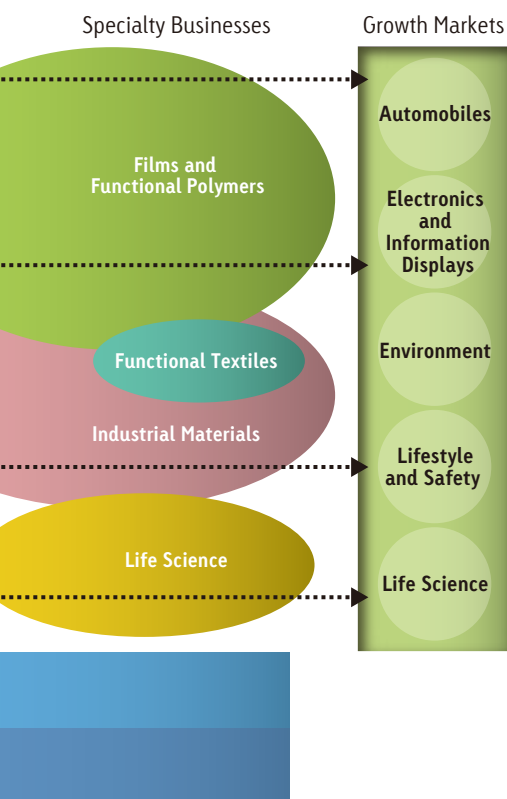 Specialty Businesses
Growth Markets
Films and
Functional Polymers
Functional Textiles
Industrial Materials
Life Science
Automobiles
Electronics
and
Information
Displays
Environment
Lifestyle
and Safety
Life Science